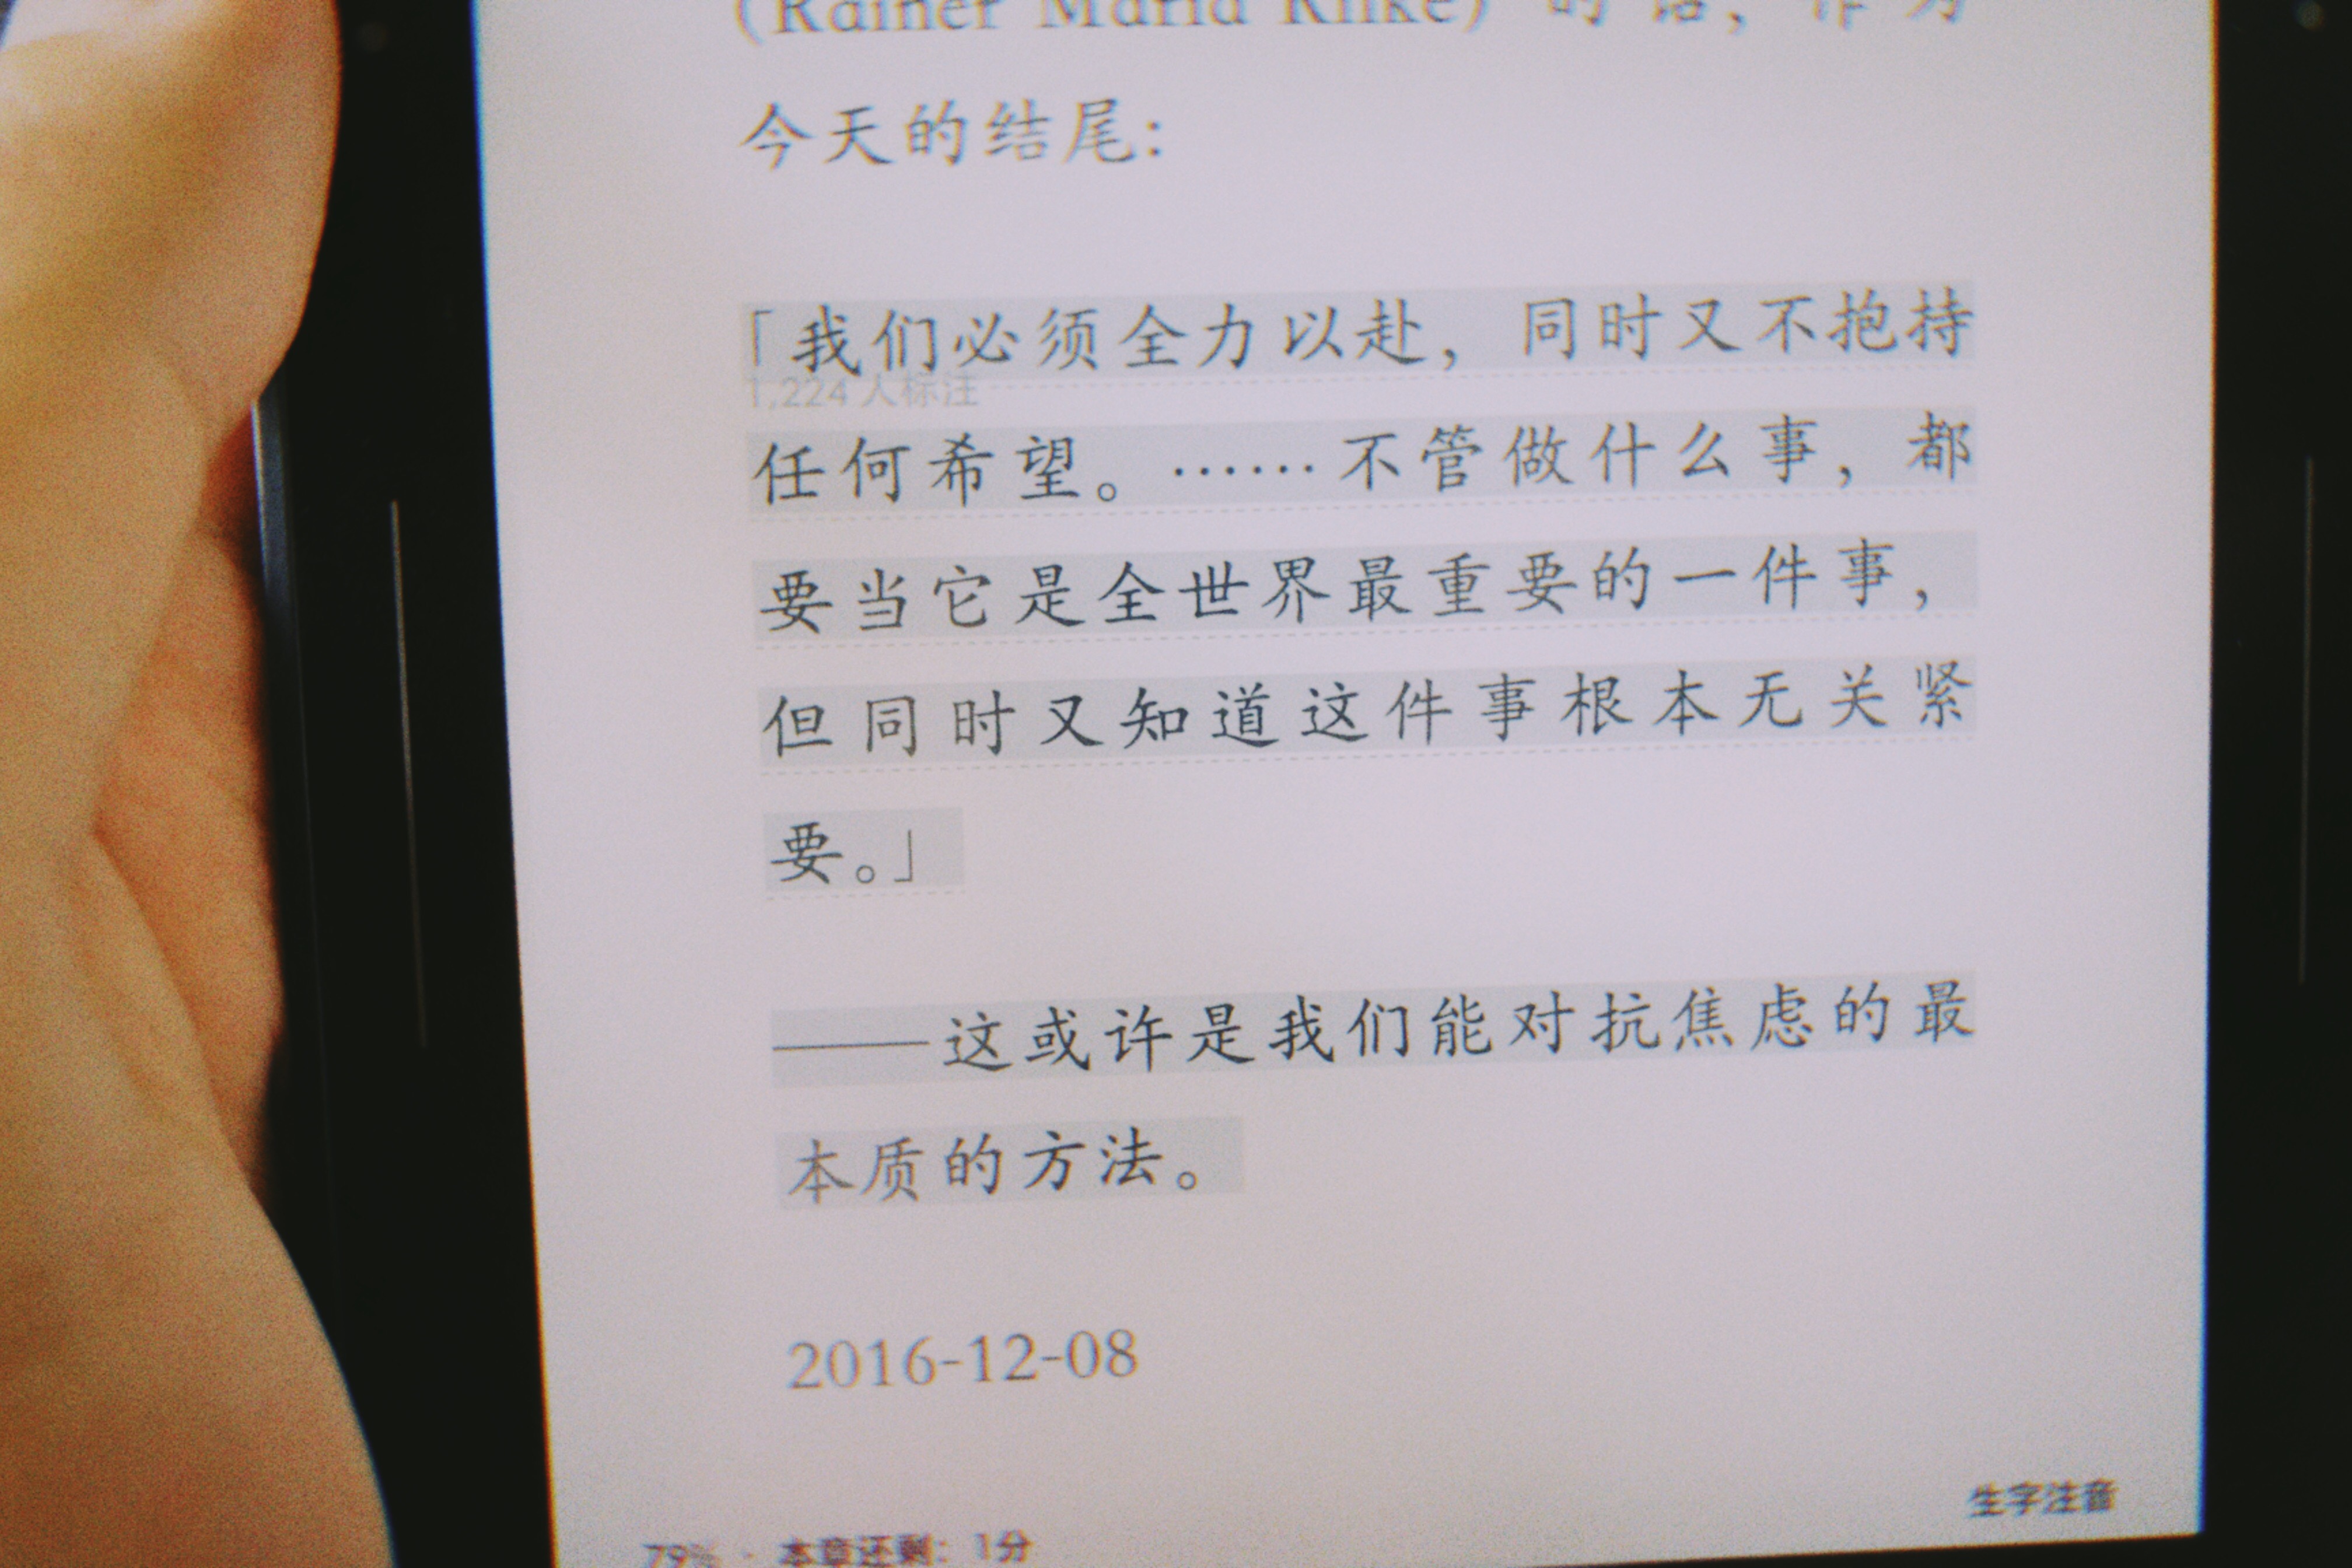 (Rainer Maria Rilke) 的话，作为
今天的结尾：
「我们必须全力以赴，同时又不抱持
1,224 人标注
任何希望。……不管做什么事，都
要当它是全世界最重要的一件事，
但同时又知道这件事根本无关紧
要。」
——这或许是我们能对抗焦虑的最
本质的方法。
2016-12-08
生字注音
79% · 本章还剩：1分